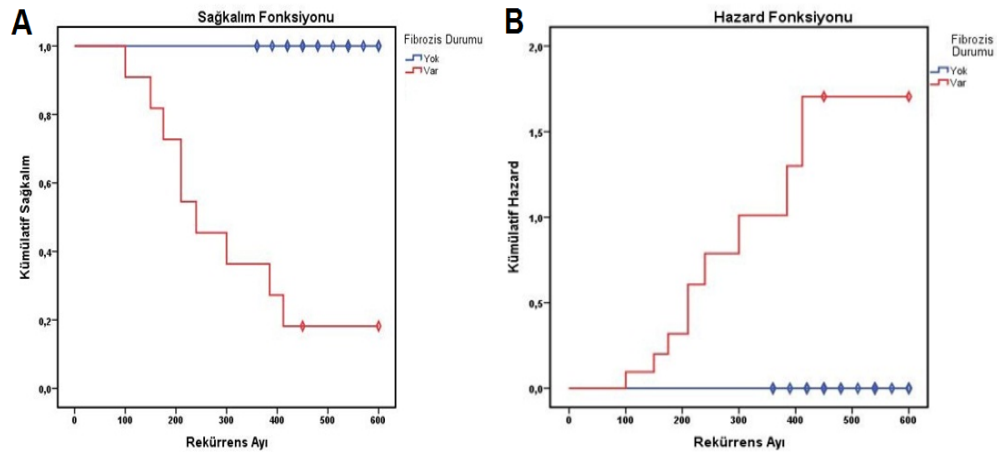 A
Sağkalım Fonksiyonu
Fibrozis Durumu
Yok
Var
1,0
0,8
0,6
0,4
0,2
0,0
Kümülatif Sağkalım
0 100 200 300 400 500 600
Rekürrens Ayı
B
Hazard Fonksiyonu
Fibrozis
Durumu
Yok
Var
2,0
1,5
1,0
0,5
0,0
Kümülatif Hazard
0 100 200 300 400 500 600
Rekürrens Ayı